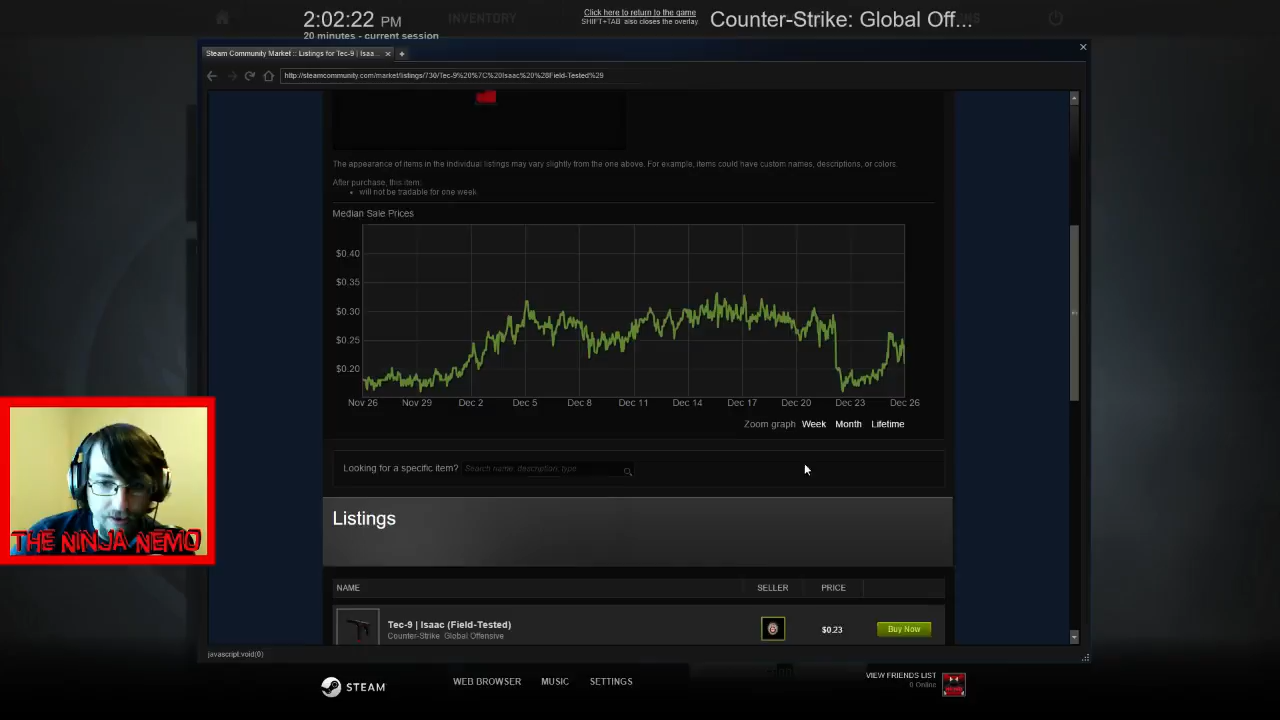 2:02:22 PM
20 minutes - current session
INVENTORY
Click here to return to the game
SHIFT+TAB also closes the overlay
Counter-Strike: Global Off...
Steam Community Market :: Listings for Tec-9 | Isaa...
http://steamcommunity.com/market/listings/730/Tec-9%20%7C%20Isaac%20%28Field-Tested%29
The appearance of items in the individual listings may vary slightly from the one above. For example, items could have custom names, descriptions, or colors.
After purchase, this item:
• will not be tradable for one week
Median Sale Prices
$0.40
$0.35
$0.30
$0.25
$0.20
Nov 26 Nov 29 Dec 2 Dec 5 Dec 8 Dec 11 Dec 14 Dec 17 Dec 20 Dec 23 Dec 26
Zoom graph Week Month Lifetime
Looking for a specific item? Search name, description, type
Listings
NAME SELLER PRICE
Tec-9 | Isaac (Field-Tested)
Counter-Strike: Global Offensive
$0.23
Buy Now
THE NINJA NEMO
javascript:void(0)
STEAM
WEB BROWSER MUSIC SETTINGS
VIEW FRIENDS LIST
0 Online